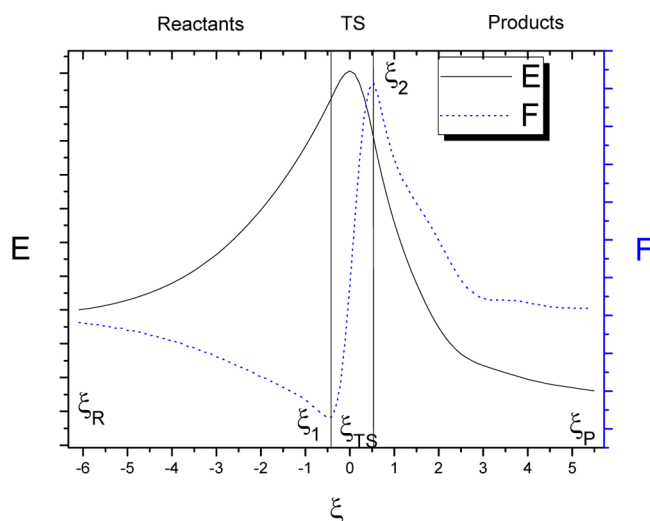 Reactants TS Products
ξ2
E
F
E
F
ξR
ξ1
ξTS
ξP
-6 -5 -4 -3 -2 -1 0 1 2 3 4 5
ξ